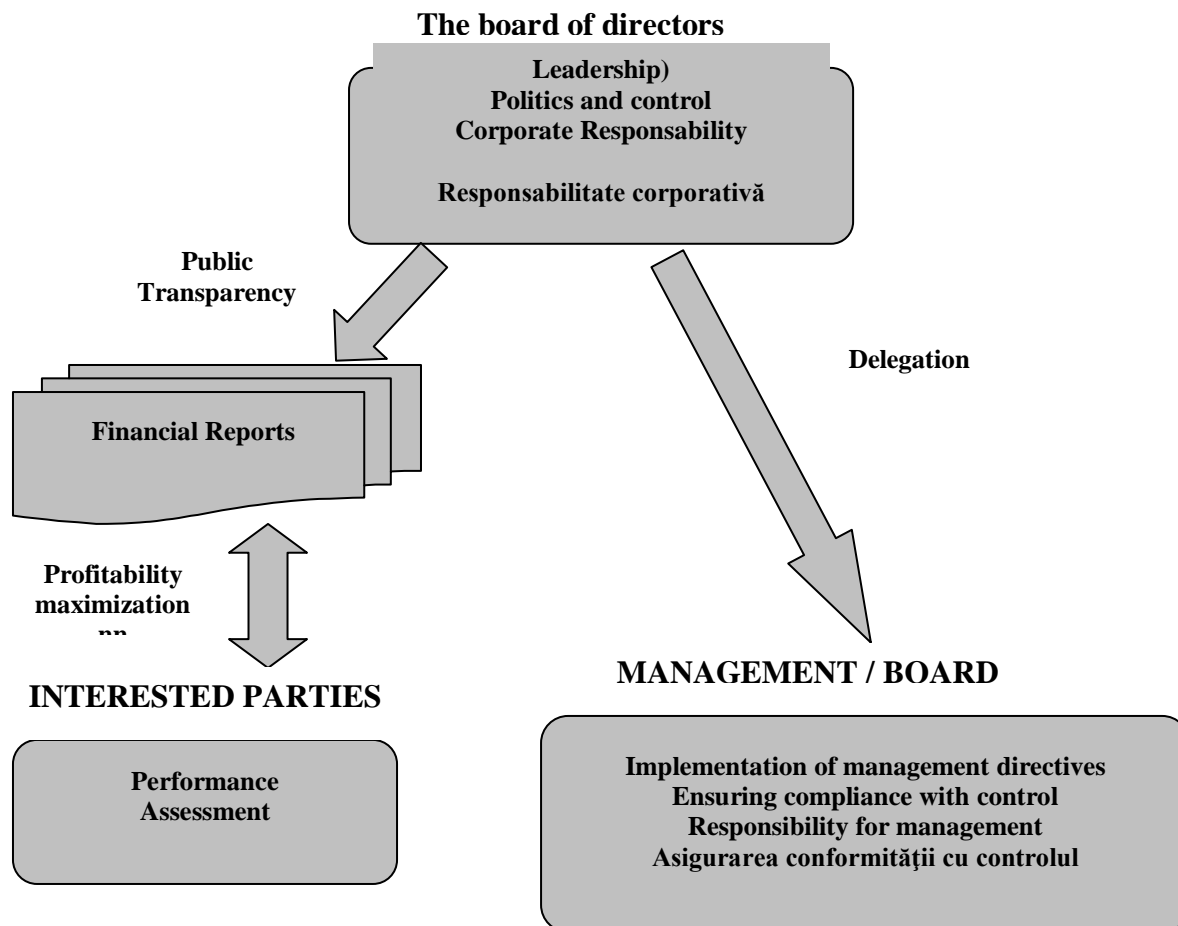 The board of directors
Leadership)
Politics and control
Corporate Responsability
Responsabilitate corporativă
Public
Transparency
Delegation
Financial Reports
Profitability
maximization
INTERESTED PARTIES
MANAGEMENT / BOARD
Performance
Assessment
Implementation of management directives
Ensuring compliance with control
Responsibility for management
Asigurarea conformităţii cu controlul